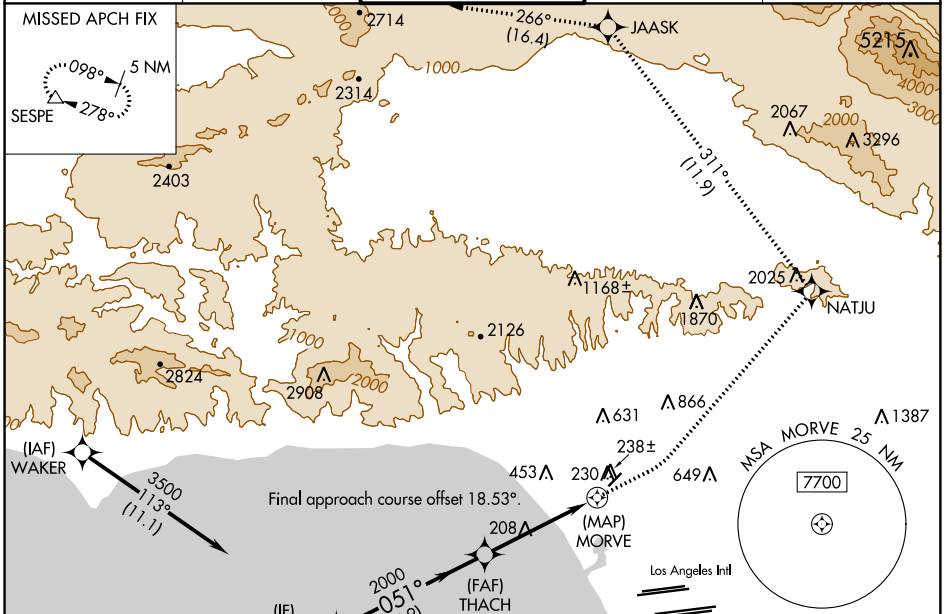 MISSED APCH FIX
098°
5 NM
SESPE
278°
2714
2314
2403
1000
266°
(16.4)
JAASK
5215
4000
3000
2067
2000
3296
311°
(11.9)
2025
NATJU
1168±
1870
2126
1000
2824
2908
2000
631
866
1387
238±
453
230
649
(IAF)
WAKER
3500
113°
(11.1)
Final approach course offset 18.53°.
208
(MAP)
MORVE
2000
051°
(FAF)
THACH
(IF)
MSA MORVE 25 NM
7700
Los Angeles Intl